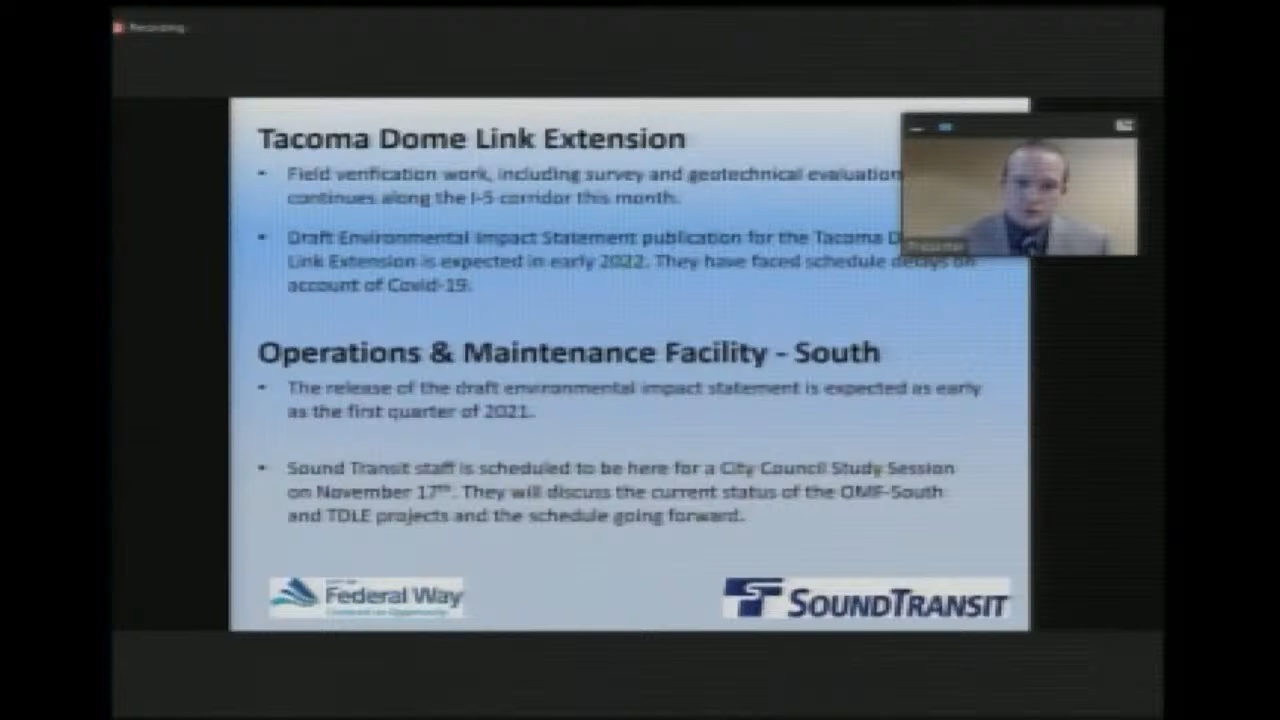 Recording
Tacoma Dome Link Extension
• Field verification work, including survey and geotechnical evaluation
continues along the I-5 corridor this month.
• Draft Environmental Impact Statement publication for the Tacoma D
Link Extension is expected in early 2022. They have faced schedule delays on
account of Covid-19.
Presenter
Operations & Maintenance Facility - South
• The release of the draft environmental impact statement is expected as early
as the first quarter of 2021.
• Sound Transit staff is scheduled to be here for a City Council Study Session
on November 17th. They will discuss the current status of the OMF-South
and TDLE projects and the schedule going forward.
CITY OF
Federal Way
SOUNDTRANSIT